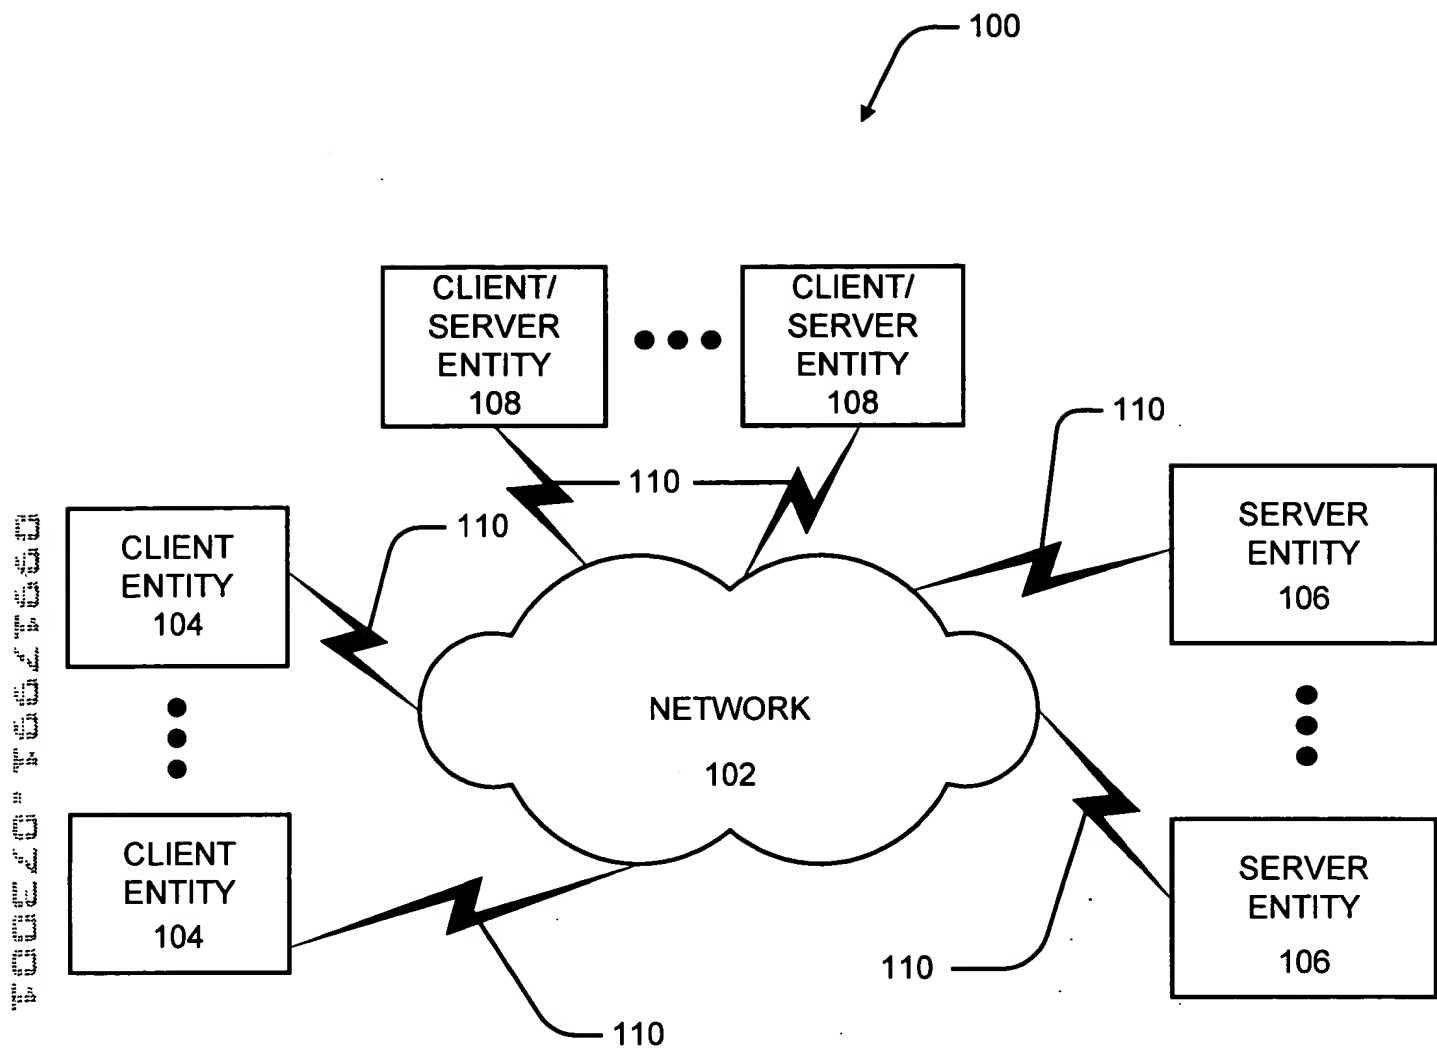 100
CLIENT/
SERVER
ENTITY
108
CLIENT/
SERVER
ENTITY
108
110
110
110
CLIENT
ENTITY
104
SERVER
ENTITY
106
NETWORK
102
CLIENT
ENTITY
104
SERVER
ENTITY
106
110
110